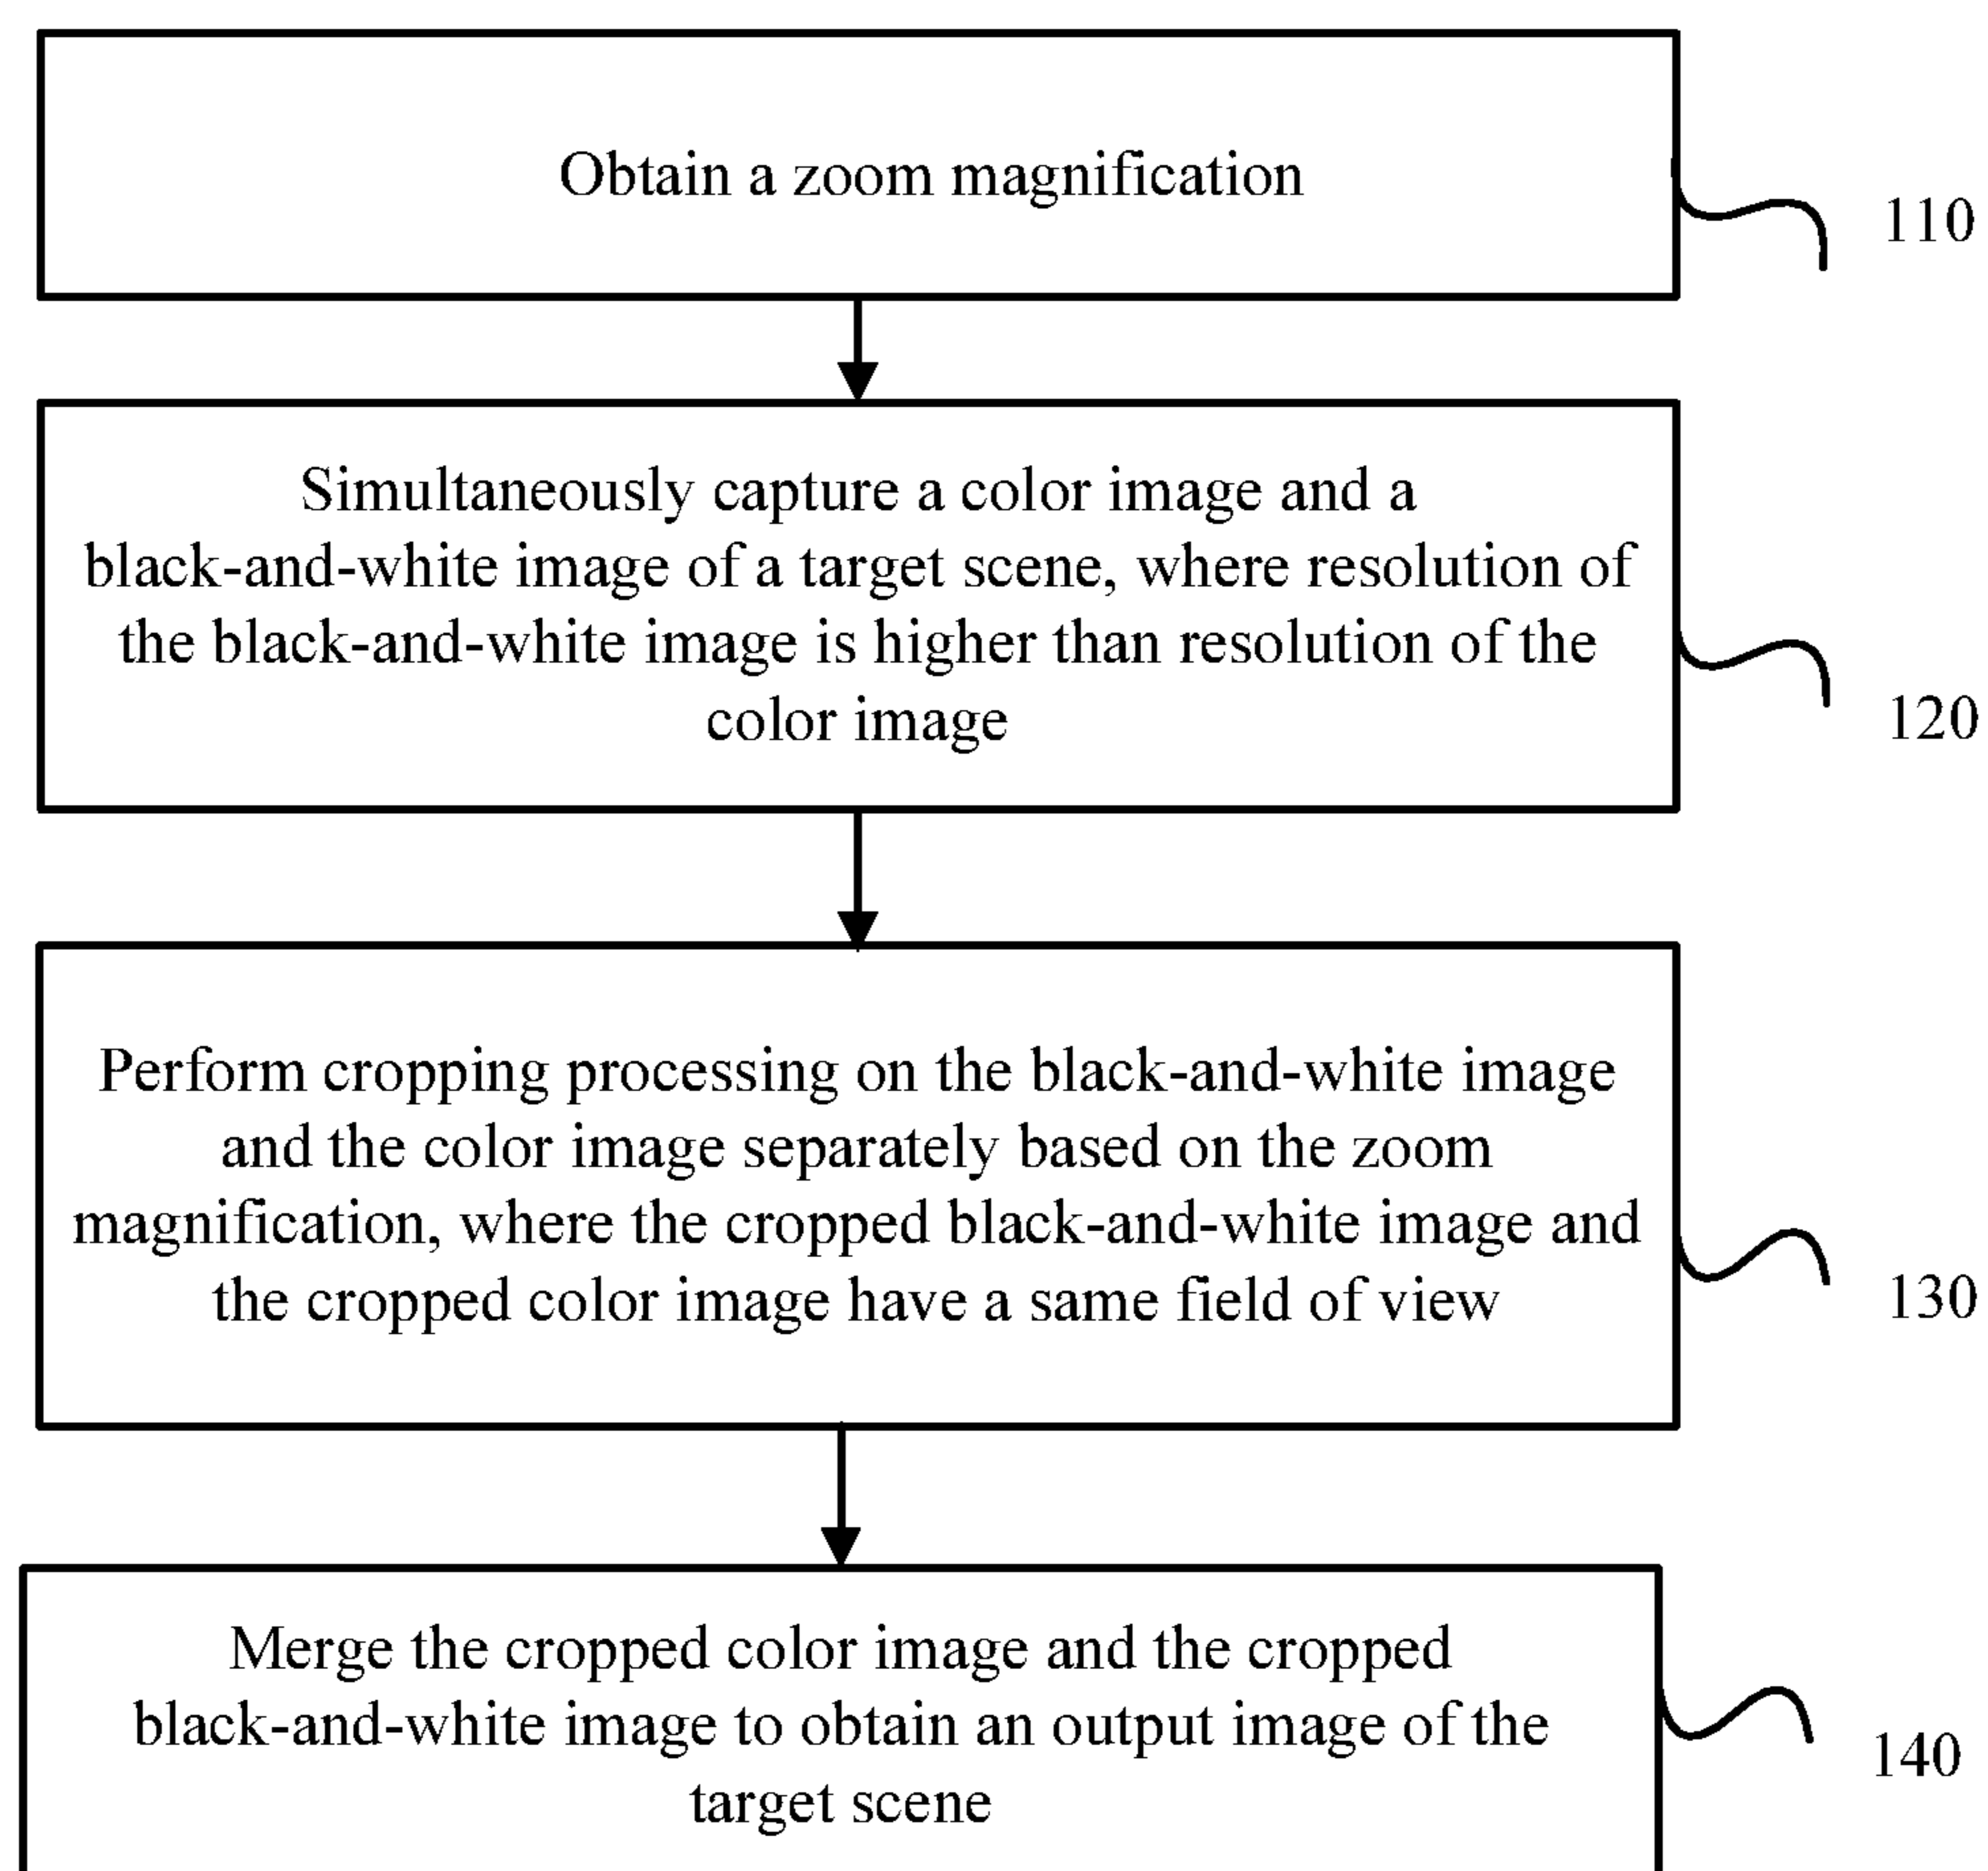 Obtain a zoom magnification
110
Simultaneously capture a color image and a
black-and-white image of a target scene, where resolution of
the black-and-white image is higher than resolution of the
color image
120
Perform cropping processing on the black-and-white image
and the color image separately based on the zoom
magnification, where the cropped black-and-white image and
the cropped color image have a same field of view
130
Merge the cropped color image and the cropped
black-and-white image to obtain an output image of the
target scene
140